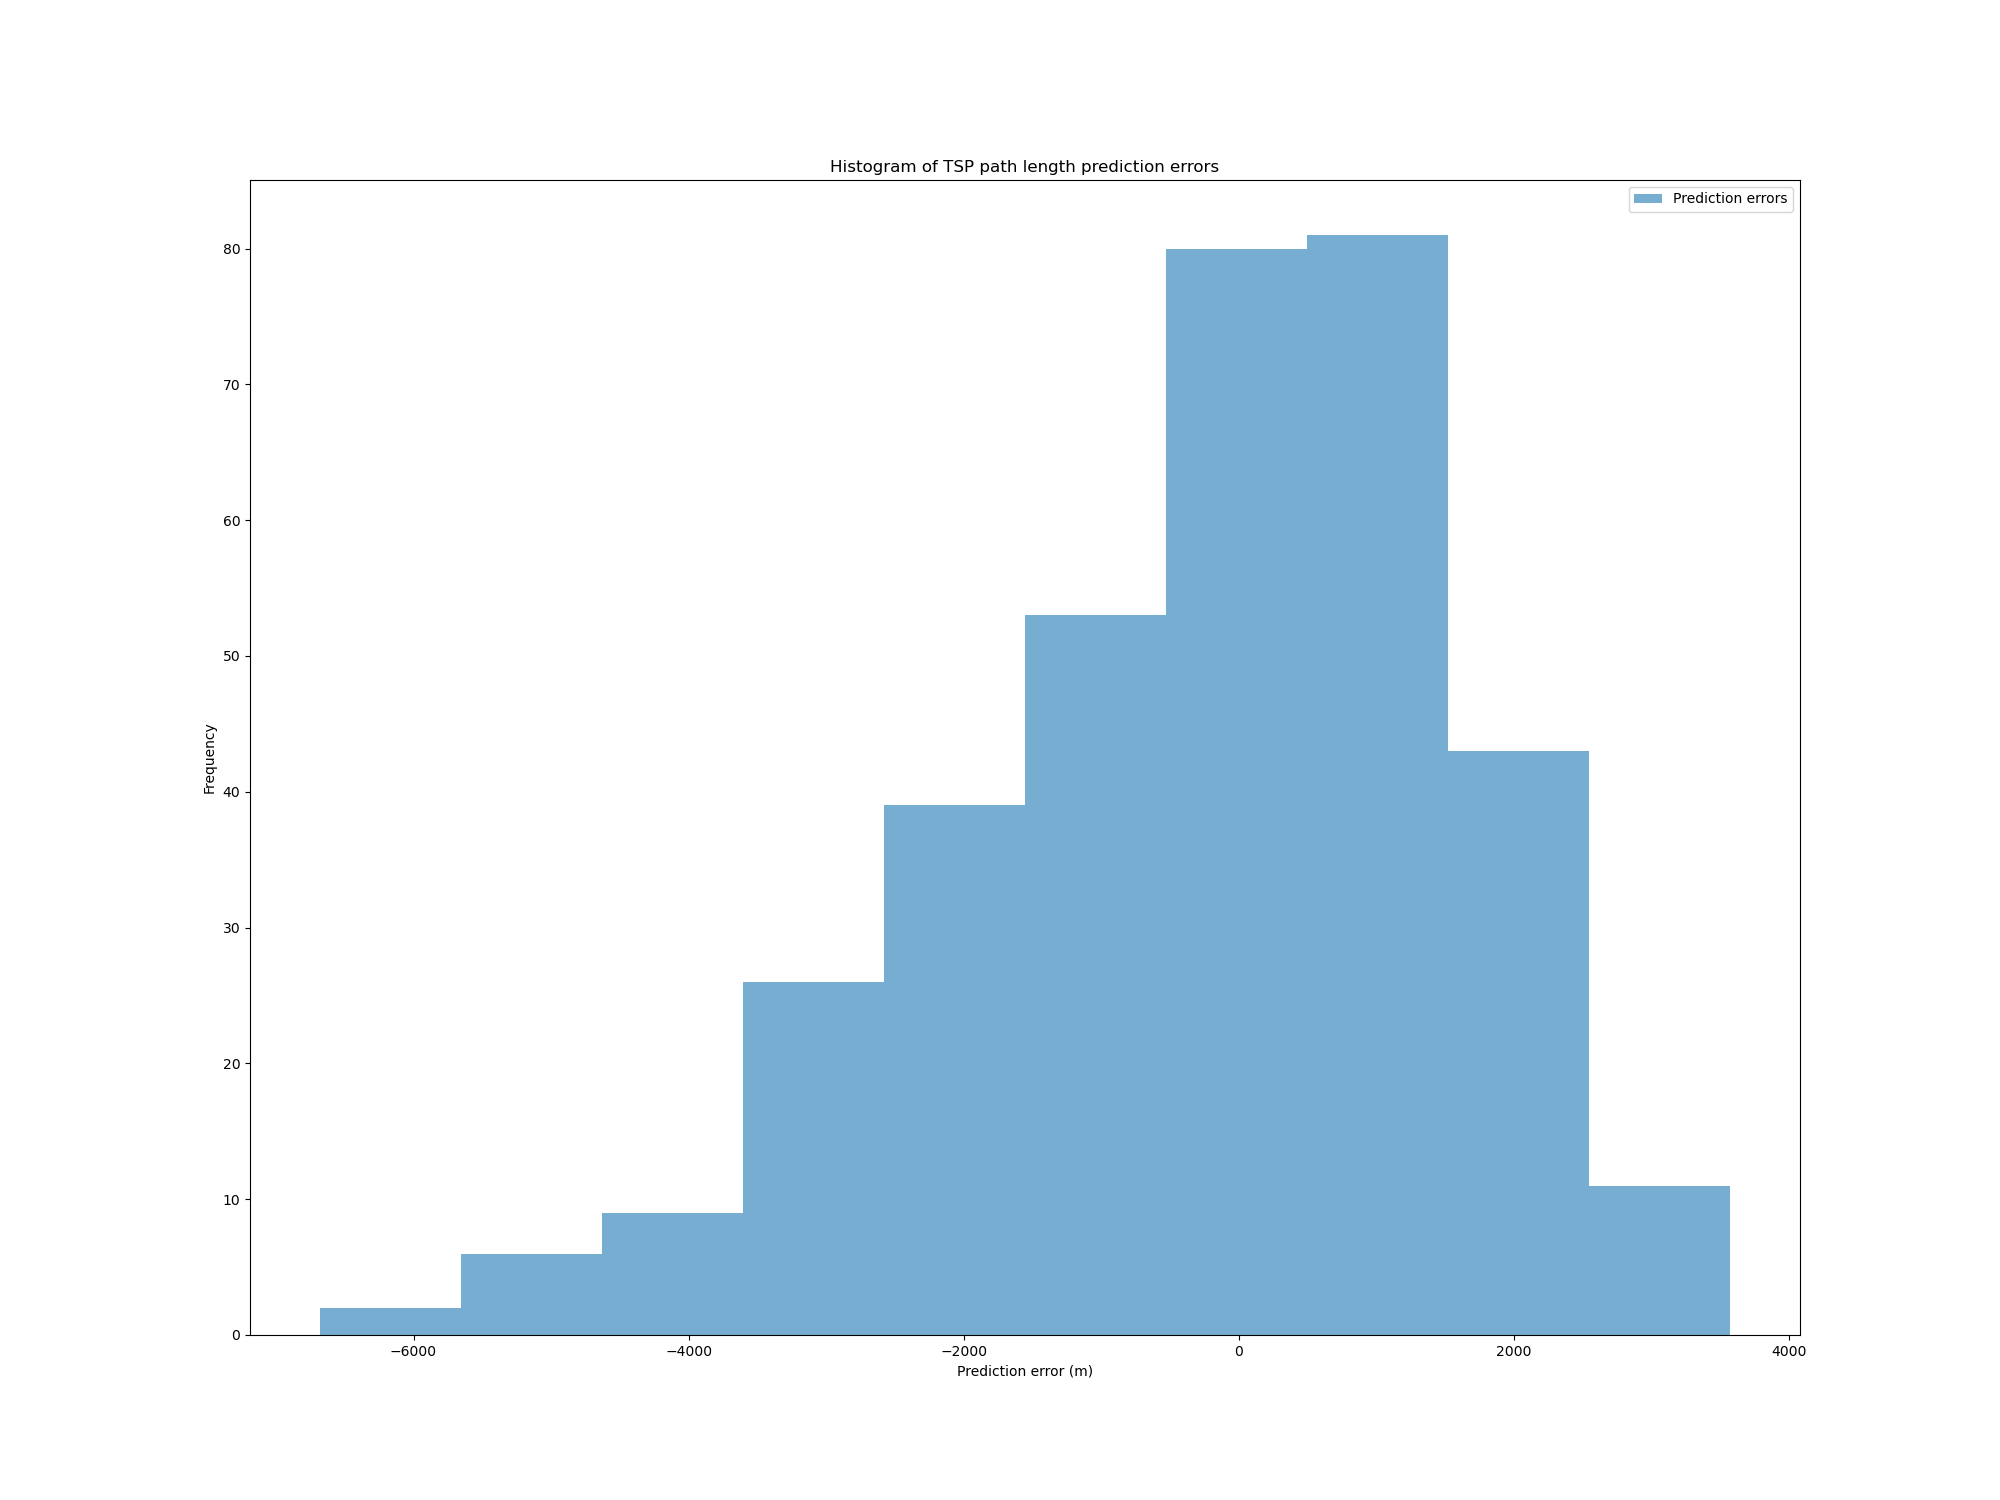 Histogram of TSP path length prediction errors
Prediction errors
80
70
60
50
40
30
20
10
0
Frequency
−6000 −4000 −2000 0 2000 4000
Prediction error (m)